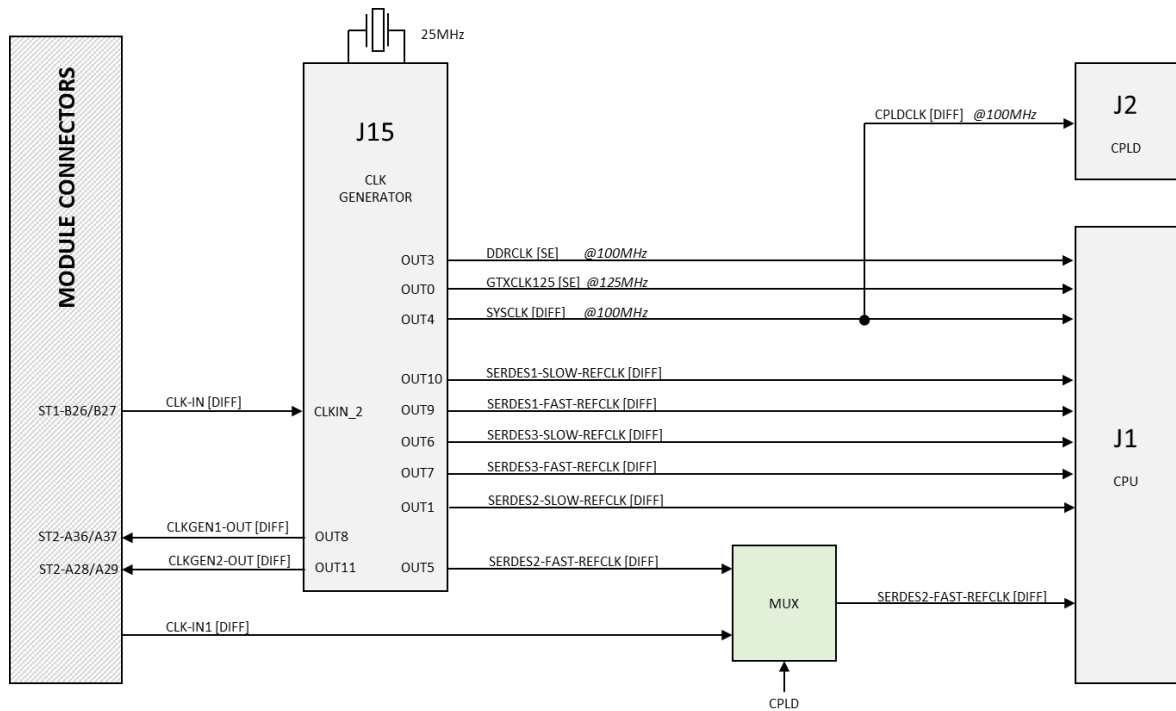 25MHz
MODULE CONNECTORS
J15
CLK
GENERATOR
J2
CPLD
CPLDCLK [DIFF] @100MHz
OUT3 DDRCLK [SE] @100MHz
OUT0 GTXCLK125 [SE] @125MHz
OUT4 SYSCLK [DIFF] @100MHz
OUT10 SERDES1-SLOW-REFCLK [DIFF]
ST1-B26/B27 CLK-IN [DIFF] CLKIN_2 OUT9 SERDES1-FAST-REFCLK [DIFF]
OUT6 SERDES3-SLOW-REFCLK [DIFF]
J1
CPU
OUT7 SERDES3-FAST-REFCLK [DIFF]
OUT1 SERDES2-SLOW-REFCLK [DIFF]
ST2-A36/A37 CLKGEN1-OUT [DIFF] OUT8
ST2-A28/A29 CLKGEN2-OUT [DIFF] OUT11 OUT5 SERDES2-FAST-REFCLK [DIFF]
MUX
SERDES2-FAST-REFCLK [DIFF]
CLK-IN1 [DIFF]
CPLD